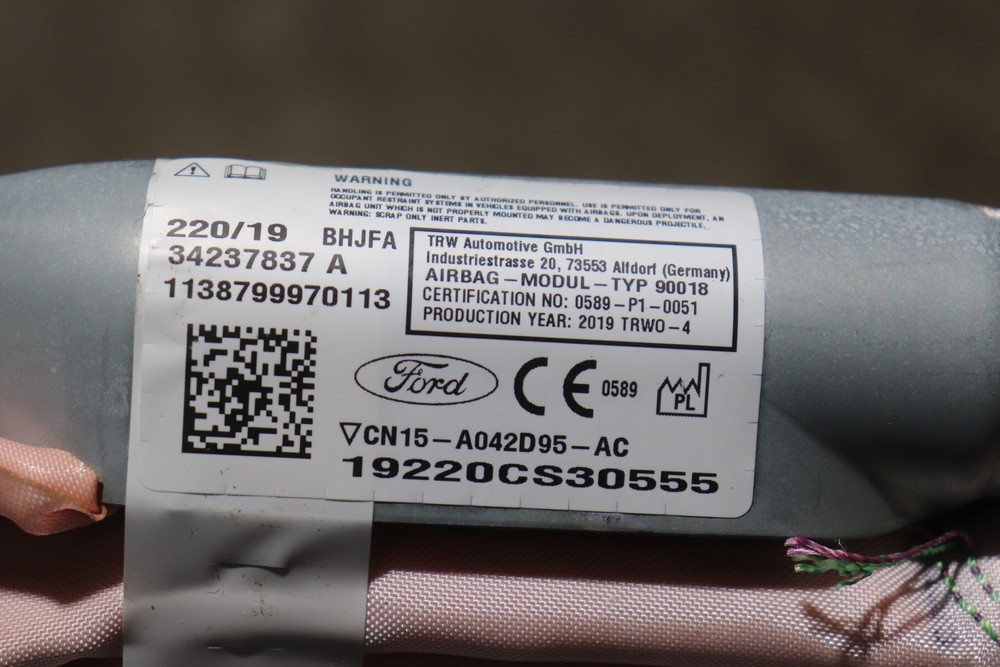 WARNING
HANDLING IS PERMITTED ONLY BY AUTHORIZED PERSONNEL. USE IS PERMITTED ONLY FOR
OCCUPANT RESTRAINT SYSTEMS IN VEHICLES EQUIPPED WITH AIRBAGS. UPON DEPLOYMENT, AN
AIRBAG UNIT WHICH IS NOT PROPERLY MOUNTED MAY BECOME A DANGEROUS PROJECTILE.
WARNING: SCRAP ONLY INERT PARTS.
220/19 BHJFA
34237837 A
1138799970113
TRW Automotive GmbH
Industriestrasse 20, 73553 Alfdorf (Germany)
AIRBAG-MODUL-TYP 90018
CERTIFICATION NO: 0589-P1-0051
PRODUCTION YEAR: 2019 TRWO-4
Ford CE 0589 PL
CN15-A042D95-AC
19220CS30555